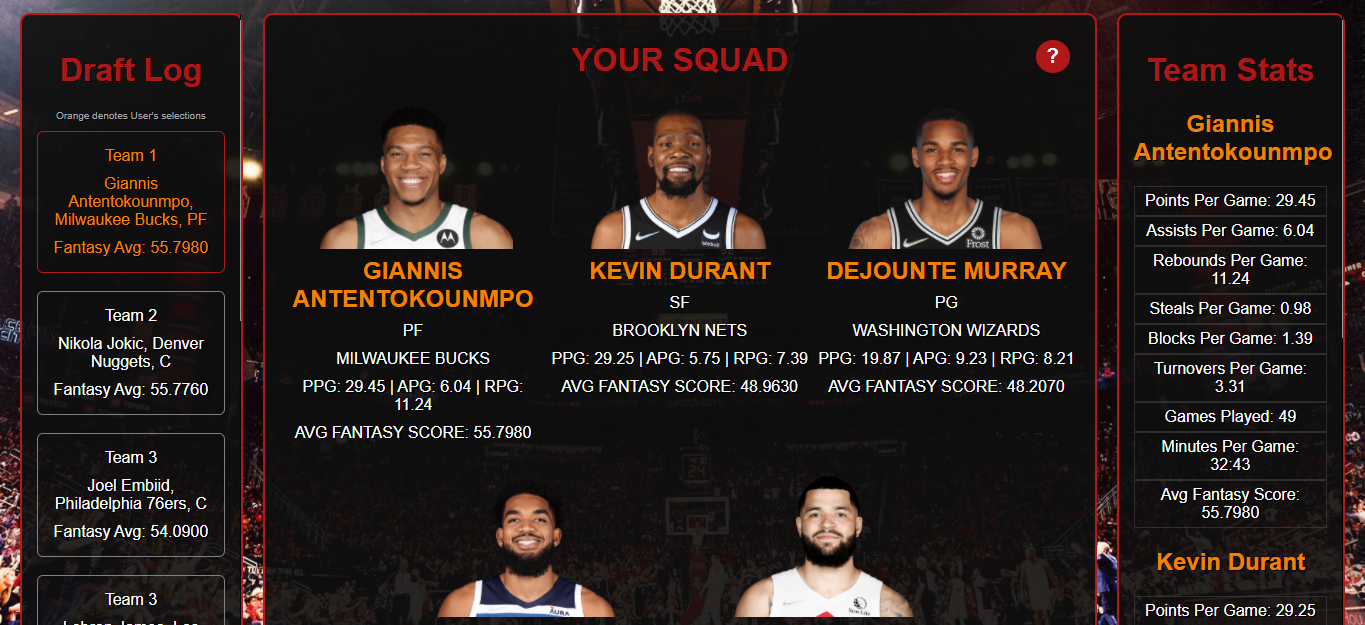 Draft Log
Orange denotes User's selections
Team 1
Giannis
Antentokounmpo,
Milwaukee Bucks, PF
Fantasy Avg: 55.7980
Team 2
Nikola Jokic, Denver
Nuggets, C
Fantasy Avg: 55.7760
Team 3
Joel Embiid,
Philadelphia 76ers, C
Fantasy Avg: 54.0900
Team 3
YOUR SQUAD
?
GIANNIS
ANTENTOKOUNMPO
PF
MILWAUKEE BUCKS
PPG: 29.45 | APG: 6.04 | RPG:
11.24
AVG FANTASY SCORE: 55.7980
KEVIN DURANT
SF
BROOKLYN NETS
PPG: 29.25 | APG: 5.75 | RPG: 7.39
AVG FANTASY SCORE: 48.9630
DEJOUNTE MURRAY
PG
WASHINGTON WIZARDS
PPG: 19.87 | APG: 9.23 | RPG: 8.21
AVG FANTASY SCORE: 48.2070
Webull
Frost
AURA
Sun Life
Team Stats
Giannis
Antentokounmpo
Points Per Game: 29.45
Assists Per Game: 6.04
Rebounds Per Game:
11.24
Steals Per Game: 0.98
Blocks Per Game: 1.39
Turnovers Per Game:
3.31
Games Played: 49
Minutes Per Game:
32:43
Avg Fantasy Score:
55.7980
Kevin Durant
Points Per Game: 29.25